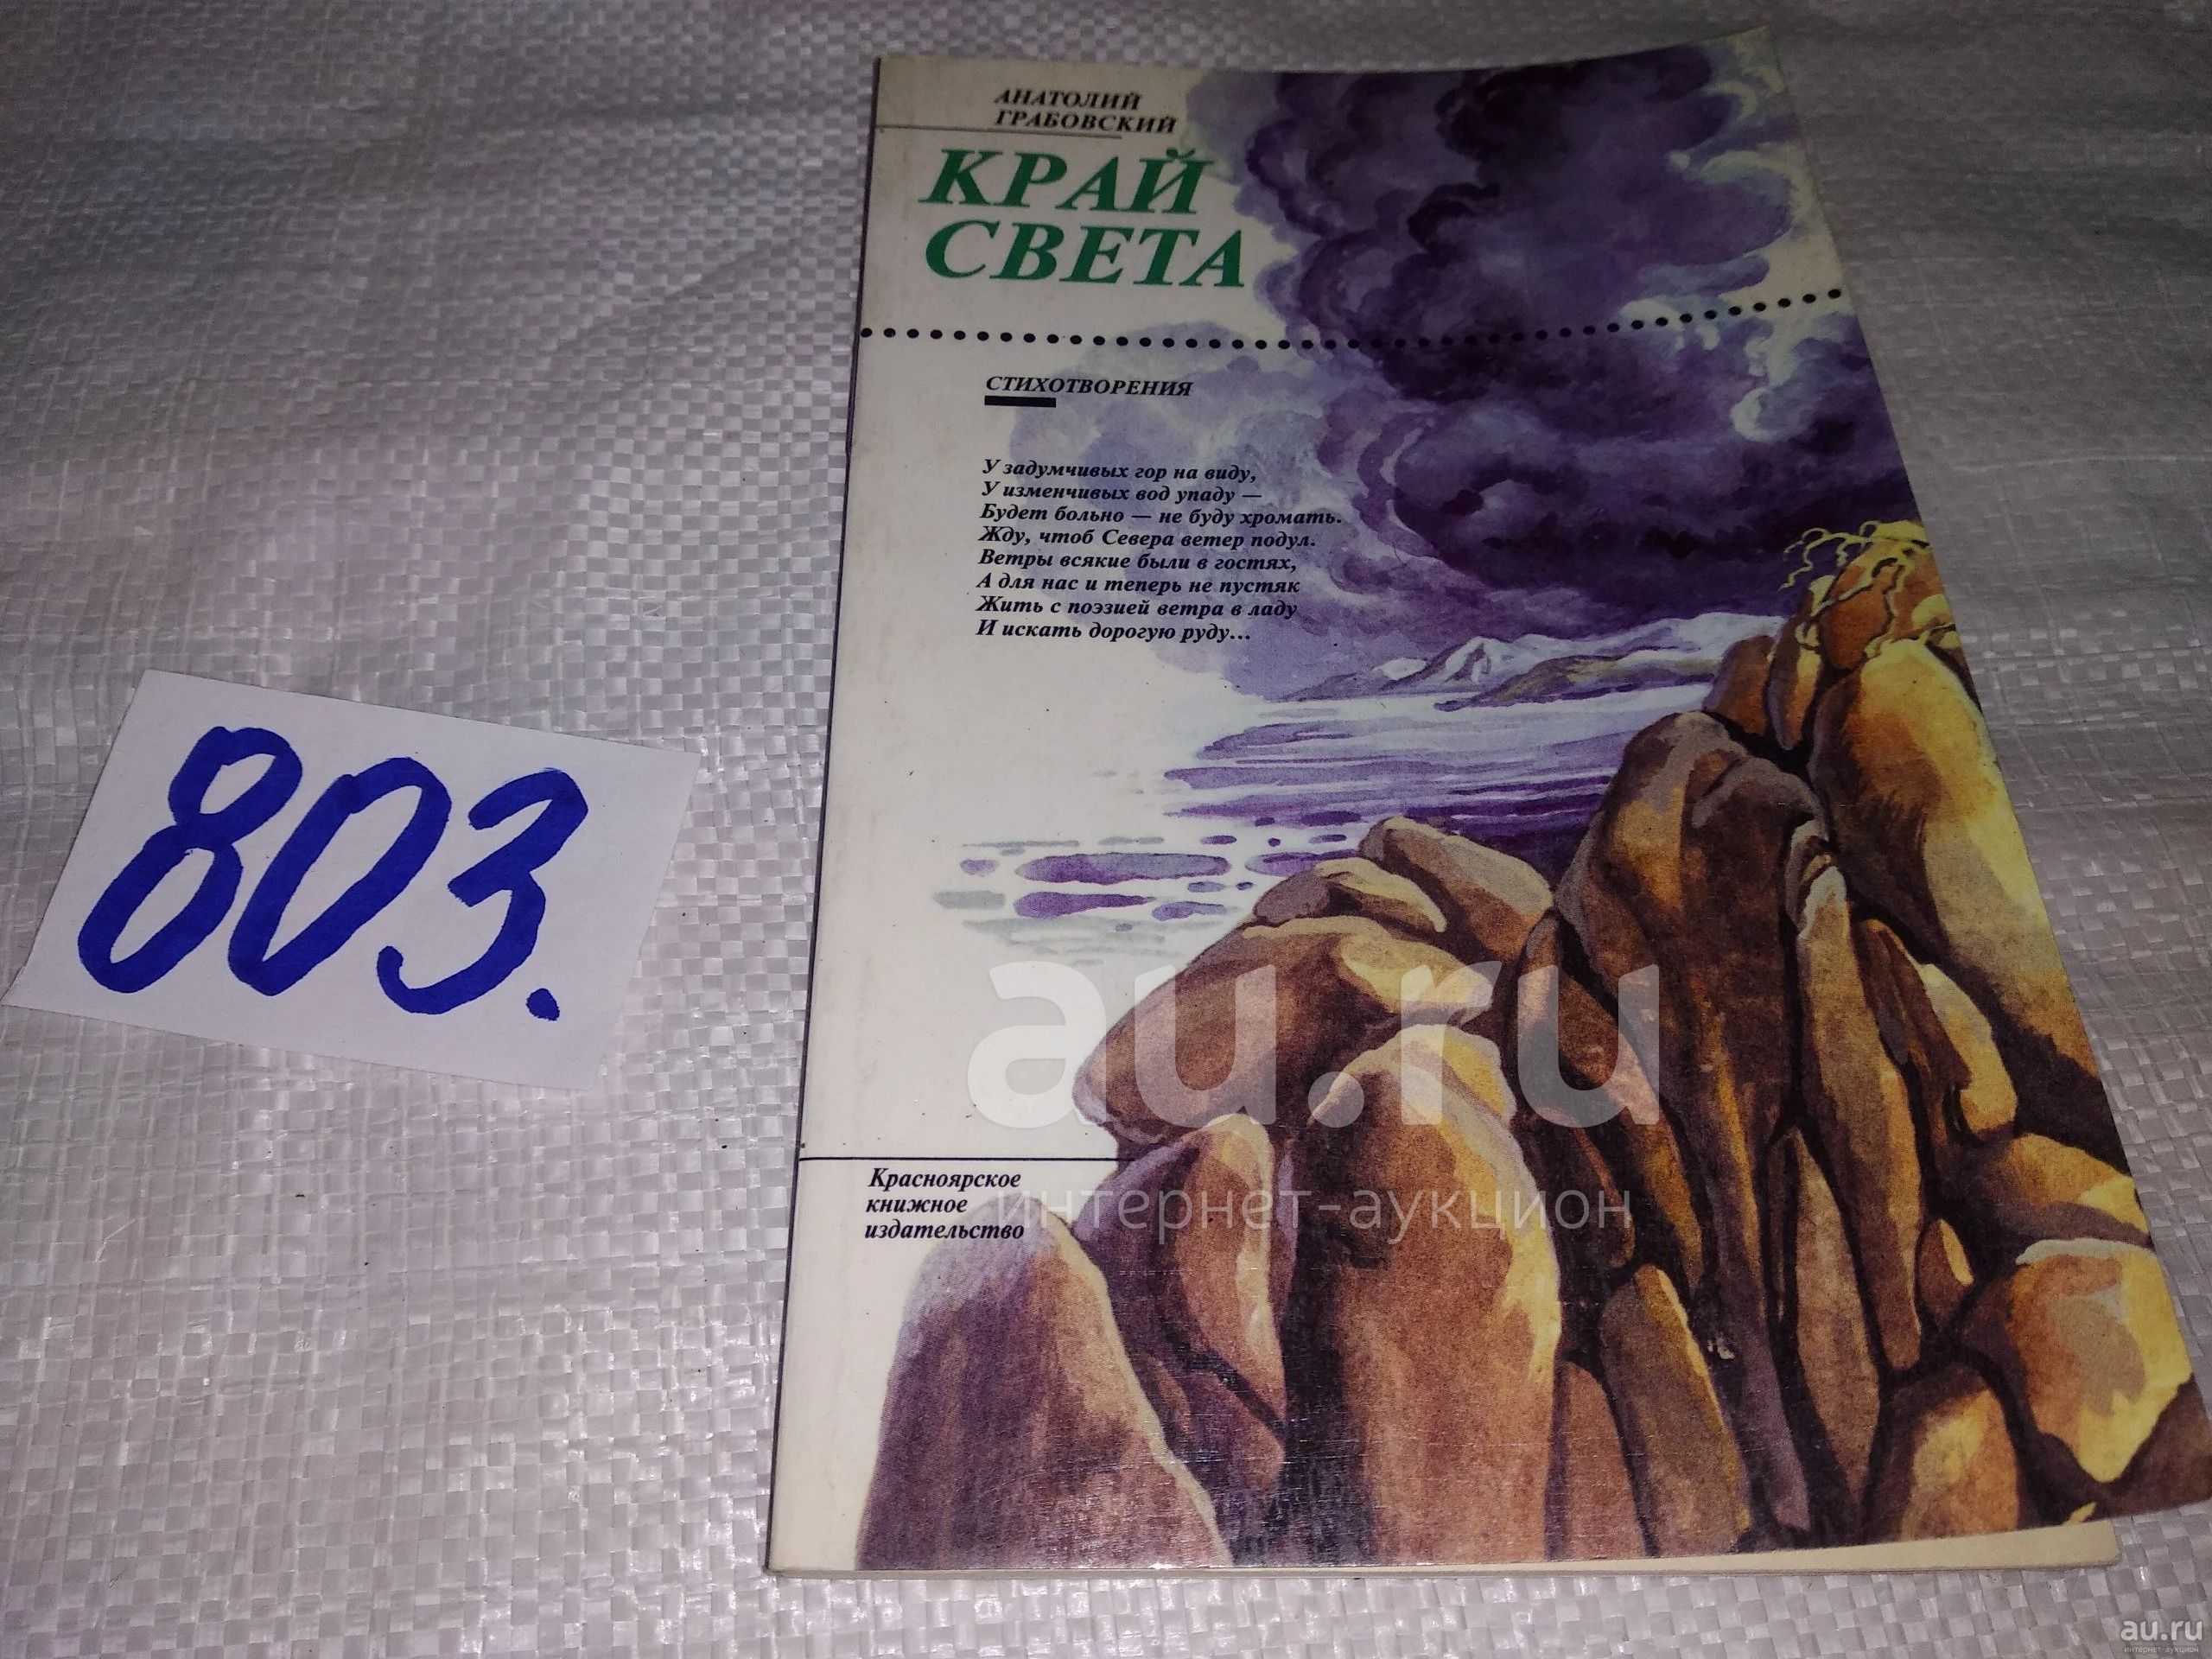 АНАТОЛИЙ
ГРАБОВСКИЙ
КРАЙ
СВЕТА
СТИХОТВОРЕНИЯ
У задумчивых гор на виду,
У изменчивых вод упаду —
Будет больно — не буду хромать.
Жду, чтоб Севера ветер подул.
Ветры всякие были в гостях,
А для нас и теперь не пустяк
Жить с поэзией ветра в ладу
И искать дорогую руду...
803.
au.ru
интернет-аукцион
Красноярское
книжное
издательство
au.ru
интернет-аукцион